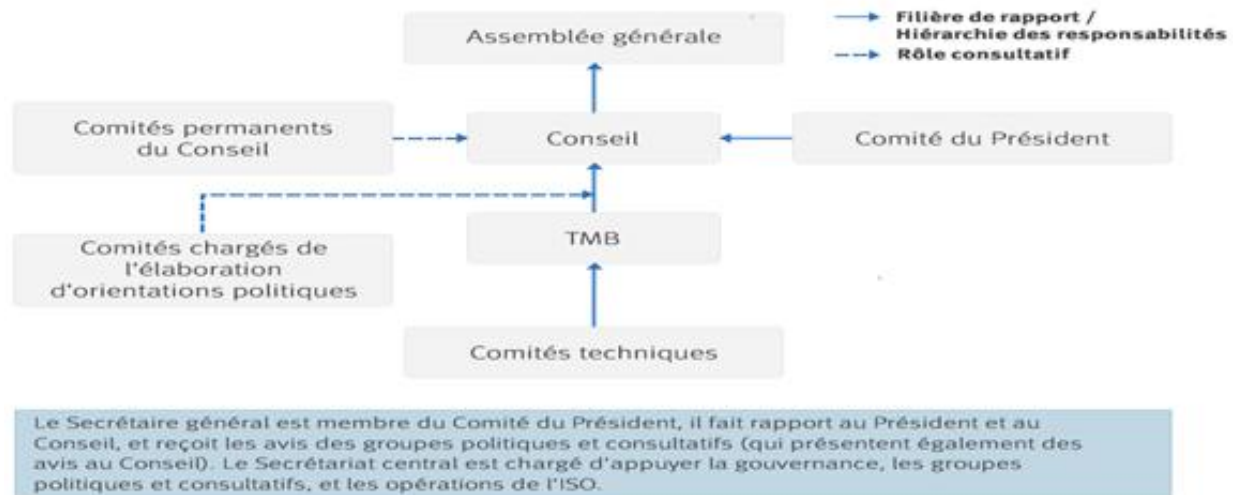 Assemblée générale
Filière de rapport /
Hiérarchie des responsabilités
Rôle consultatif
Comités permanents
du Conseil
Conseil
Comité du Président
Comités chargés de
l'élaboration
d'orientations politiques
TMB
Comités techniques
Le Secrétaire général est membre du Comité du Président, il fait rapport au Président et au
Conseil, et reçoit les avis des groupes politiques et consultatifs (qui présentent également des
avis au Conseil). Le Secrétariat central est chargé d'appuyer la gouvernance, les groupes
politiques et consultatifs, et les opérations de l'ISO.